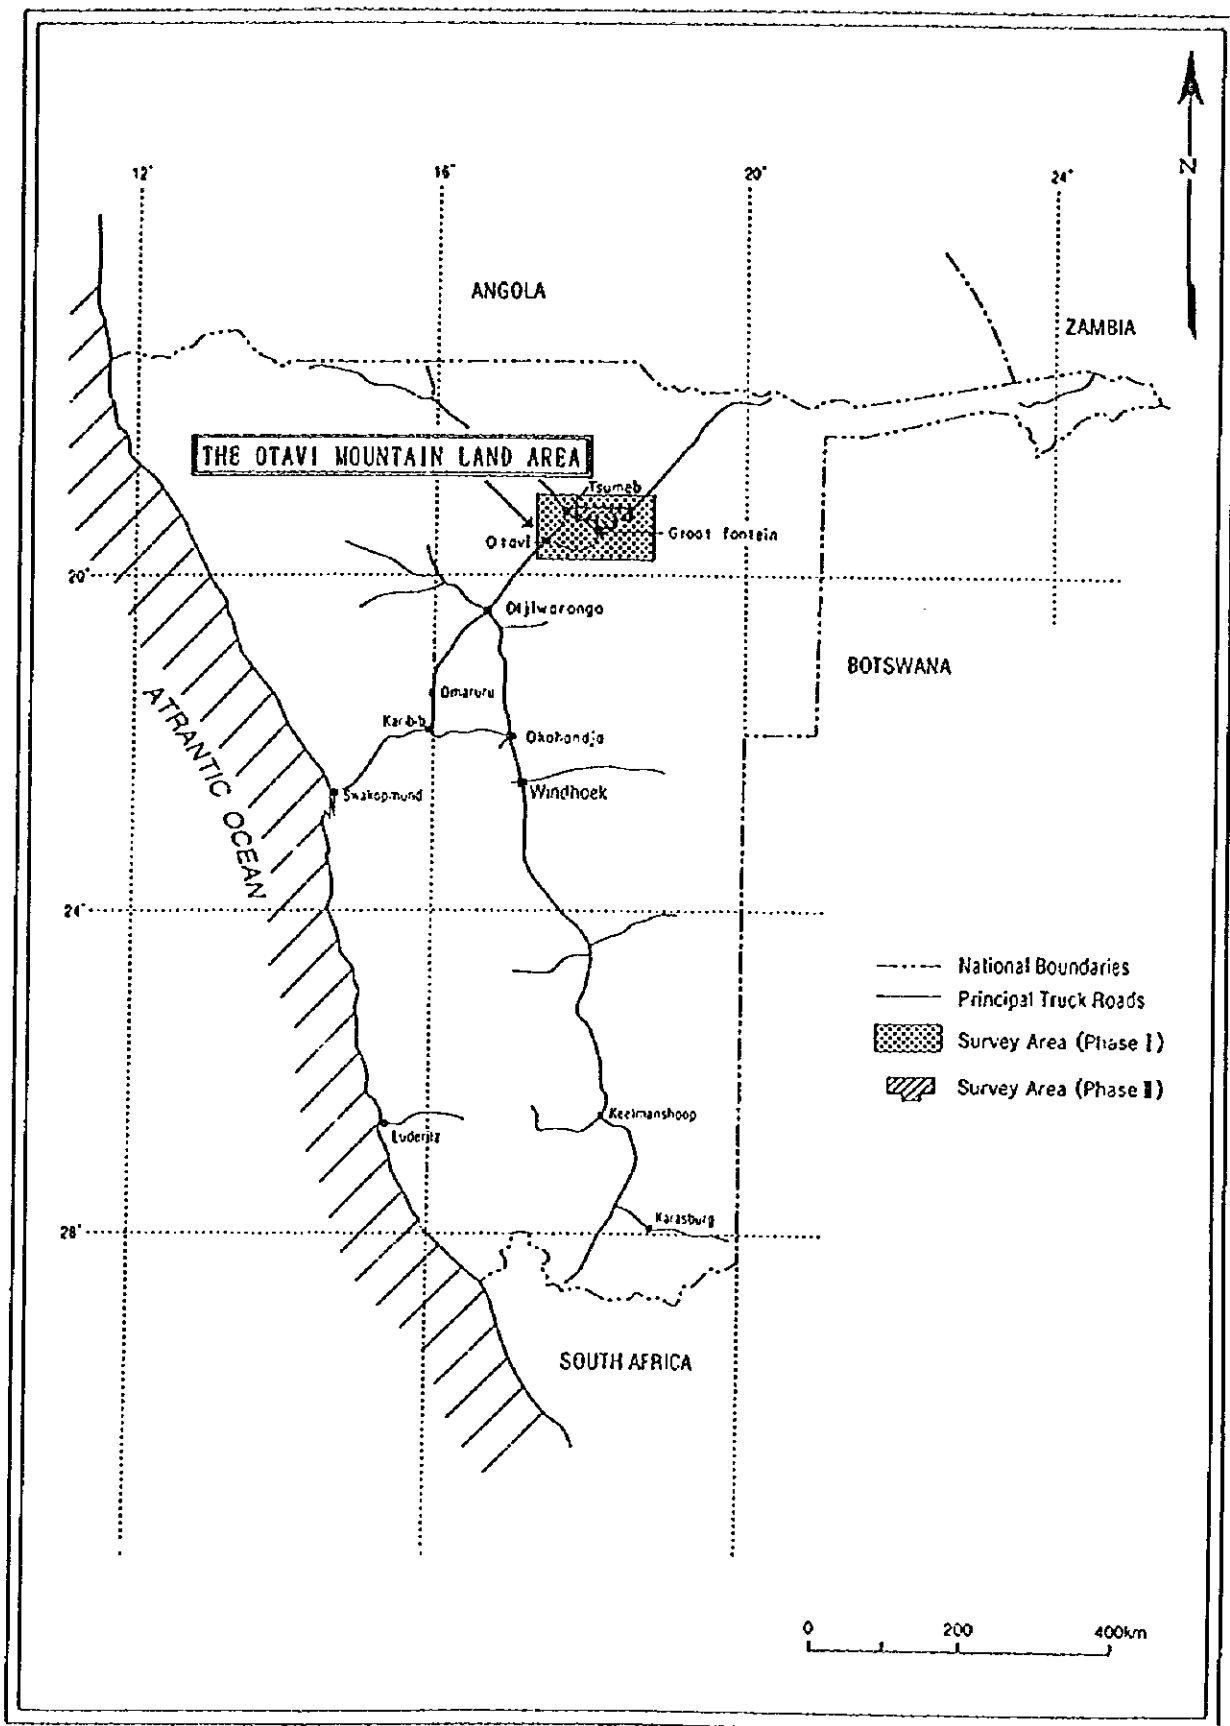 N
12°
16°
20°
24°
ANGOLA
ZAMBIA
THE OTAVI MOUNTAIN LAND AREA
Tsumeb
Groot fontein
Otavi
20°
Otjiwarongo
BOTSWANA
Omaruru
Karibib
Okahandja
Swakopmund
Windhoek
ATRANTIC OCEAN
24°
National Boundaries
Principal Truck Roads
Survey Area (Phase I)
Survey Area (Phase II)
Keetmanshoop
Luderitz
Karasburg
28°
SOUTH AFRICA
0 200 400km